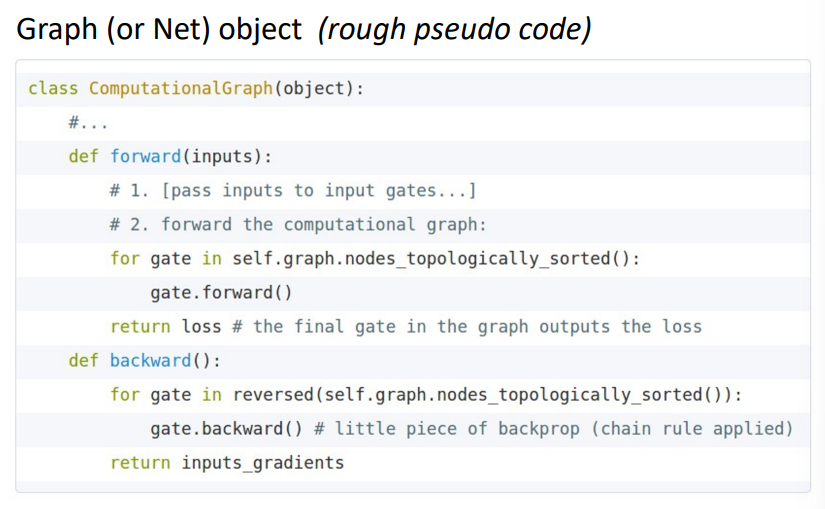 Graph (or Net) object (rough pseudo code)
class ComputationalGraph(object):
    #...
    def forward(inputs):
        # 1. [pass inputs to input gates...]
        # 2. forward the computational graph:
        for gate in self.graph.nodes_topologically_sorted():
            gate.forward()
        return loss # the final gate in the graph outputs the loss
    def backward():
        for gate in reversed(self.graph.nodes_topologically_sorted()):
            gate.backward() # little piece of backprop (chain rule applied)
        return inputs_gradients